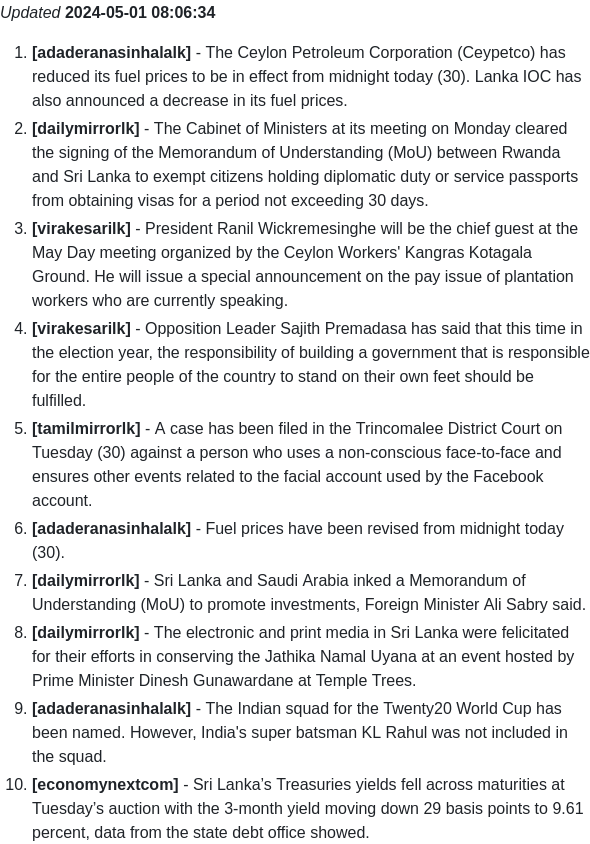 Updated 2024-05-01 08:06:34
1. [adaderanasinhalalk] - The Ceylon Petroleum Corporation (Ceypetco) has
reduced its fuel prices to be in effect from midnight today (30). Lanka IOC has
also announced a decrease in its fuel prices.
2. [dailymirrorlk] - The Cabinet of Ministers at its meeting on Monday cleared
the signing of the Memorandum of Understanding (MoU) between Rwanda
and Sri Lanka to exempt citizens holding diplomatic duty or service passports
from obtaining visas for a period not exceeding 30 days.
3. [virakesarilk] - President Ranil Wickremesinghe will be the chief guest at the
May Day meeting organized by the Ceylon Workers' Kangras Kotagala
Ground. He will issue a special announcement on the pay issue of plantation
workers who are currently speaking.
4. [virakesarilk] - Opposition Leader Sajith Premadasa has said that this time in
the election year, the responsibility of building a government that is responsible
for the entire people of the country to stand on their own feet should be
fulfilled.
5. [tamilmirrorlk] - A case has been filed in the Trincomalee District Court on
Tuesday (30) against a person who uses a non-conscious face-to-face and
ensures other events related to the facial account used by the Facebook
account.
6. [adaderanasinhalalk] - Fuel prices have been revised from midnight today
(30).
7. [dailymirrorlk] - Sri Lanka and Saudi Arabia inked a Memorandum of
Understanding (MoU) to promote investments, Foreign Minister Ali Sabry said.
8. [dailymirrorlk] - The electronic and print media in Sri Lanka were felicitated
for their efforts in conserving the Jathika Namal Uyana at an event hosted by
Prime Minister Dinesh Gunawardane at Temple Trees.
9. [adaderanasinhalalk] - The Indian squad for the Twenty20 World Cup has
been named. However, India's super batsman KL Rahul was not included in
the squad.
10. [economynextcom] - Sri Lanka’s Treasuries yields fell across maturities at
Tuesday’s auction with the 3-month yield moving down 29 basis points to 9.61
percent, data from the state debt office showed.